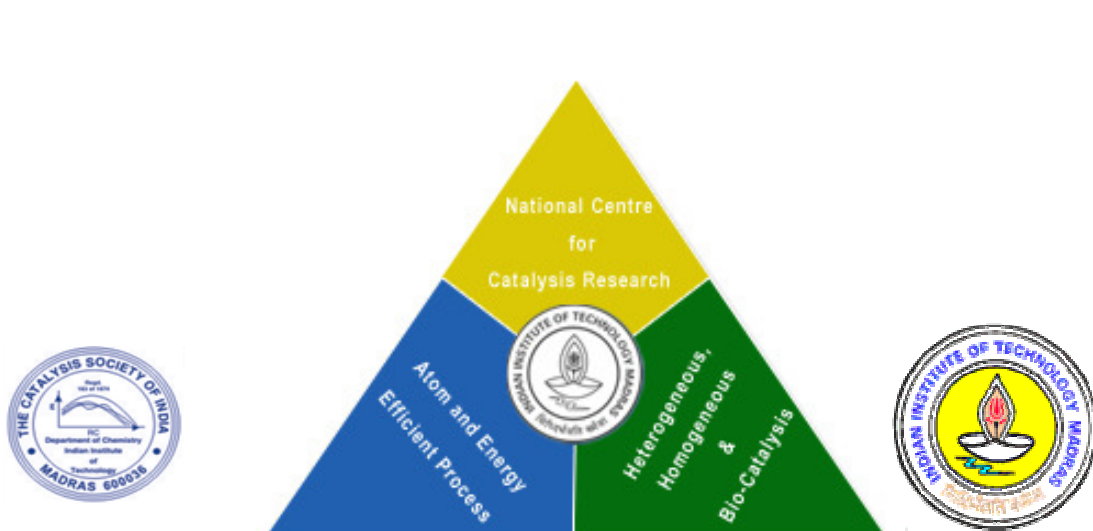 National Centre
for
Catalysis Research
INDIAN INSTITUTE OF TECHNOLOGY MADRAS
Atom and Energy
Efficient Process
Heterogeneous,
Homogeneous
&
Bio-Catalysis
THE CATALYSIS SOCIETY OF INDIA
Regd.
E
RC
Department of Chemistry
Indian Institute
of
Technology
MADRAS 600036
INDIAN INSTITUTE OF TECHNOLOGY MADRAS